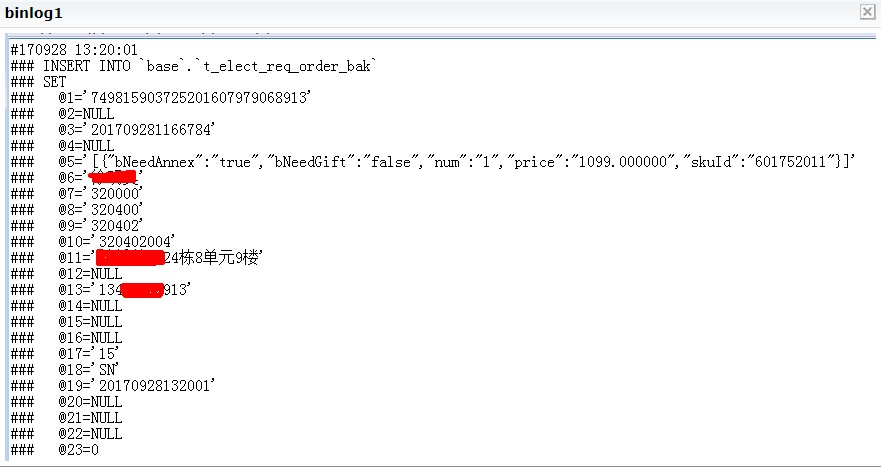 binlog1
#170928 13:20:01
### INSERT INTO `base`.`t_elect_req_order_bak`
### SET
###   @1='749815903725201607979068913'
###   @2=NULL
###   @3='201709281166784'
###   @4=NULL
###   @5='[{"bNeedAnnex":"true","bNeedGift":"false","num":"1","price":"1099.000000","skuId":"601752011"}]'
###   @6=' '
###   @7='320000'
###   @8='320400'
###   @9='320402'
###   @10='320402004'
###   @11=' 24栋8单元9楼'
###   @12=NULL
###   @13='134 913'
###   @14=NULL
###   @15=NULL
###   @16=NULL
###   @17='15'
###   @18='SN'
###   @19='20170928132001'
###   @20=NULL
###   @21=NULL
###   @22=NULL
###   @23=0